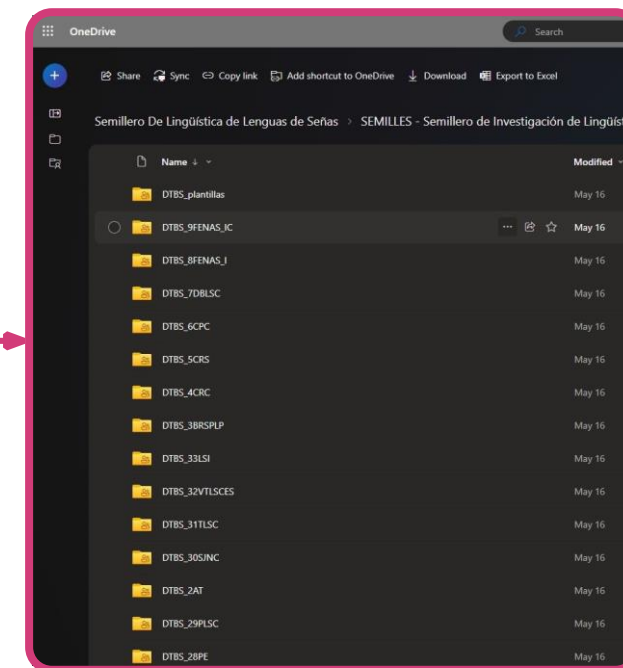 OneDrive
Search
Share Sync Copy link Add shortcut to OneDrive Download Export to Excel
Semillero De Lingüística de Lenguas de Señas > SEMILLES - Semillero de Investigación de Lingüíst
Name Modified
DTBS_plantillas May 16
DTBS_9FENAS_IC May 16
DTBS_8FENAS_I May 16
DTBS_7DBLSC May 16
DTBS_6CPC May 16
DTBS_5CRS May 16
DTBS_4CRC May 16
DTBS_3BRSPLP May 16
DTBS_33LSI May 16
DTBS_32VTLSCES May 16
DTBS_31TLSC May 16
DTBS_30SJNC May 16
DTBS_2AT May 16
DTBS_29PLSC May 16
DTBS_28PE May 16